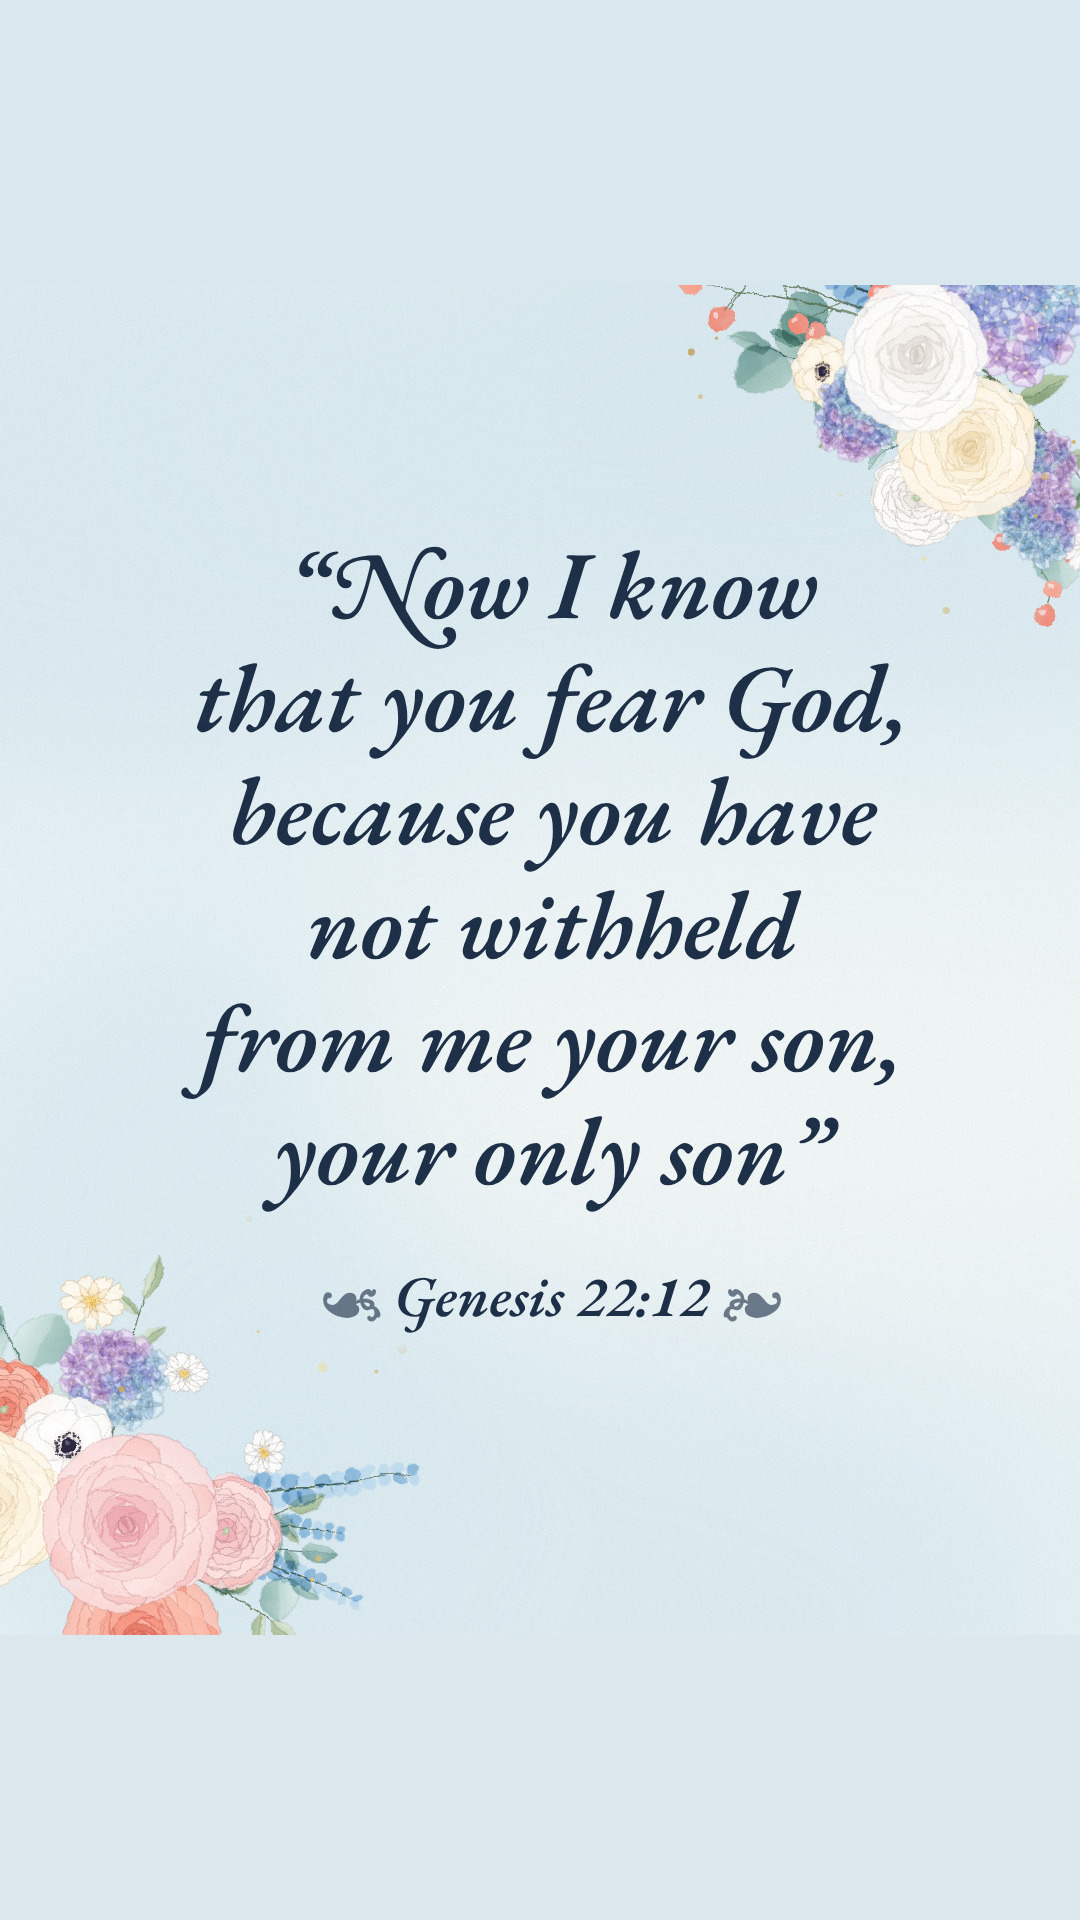 “Now I know
that you fear God,
because you have
not withheld
from me your son,
your only son”
Genesis 22:12